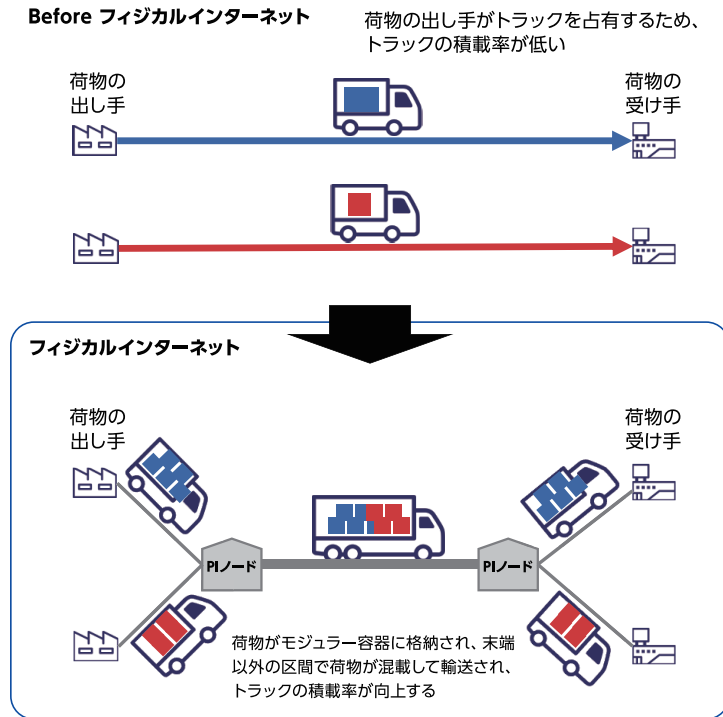 Before フィジカルインターネット
荷物の出し手がトラックを占有するため、
トラックの積載率が低い
荷物の
出し手
荷物の
受け手
フィジカルインターネット
荷物の
出し手
荷物の
受け手
PIノード
PIノード
荷物がモジュラー容器に格納され、末端
以外の区間で荷物が混載して輸送され、
トラックの積載率が向上する